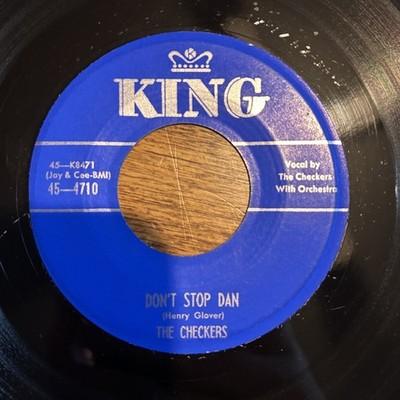 K
KING
45—K8471
(Jay & Cee-BMI)
45—4710
Vocal by
The Checkers
With Orchestra
DON'T STOP DAN
(Henry Glover)
THE CHECKERS